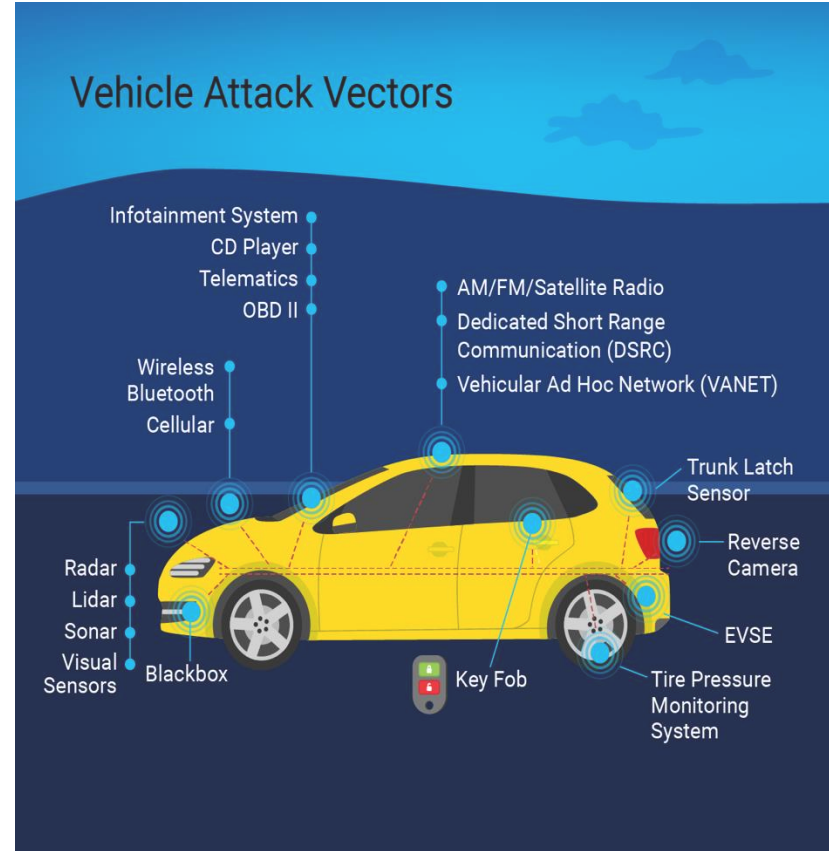 Vehicle Attack Vectors
Infotainment System
CD Player
Telematics
OBD II
Wireless
Bluetooth
Cellular
AM/FM/Satellite Radio
Dedicated Short Range
Communication (DSRC)
Vehicular Ad Hoc Network (VANET)
Trunk Latch
Sensor
Reverse
Camera
Radar
Lidar
Sonar
Visual
Sensors
Blackbox
Key Fob
EVSE
Tire Pressure
Monitoring
System